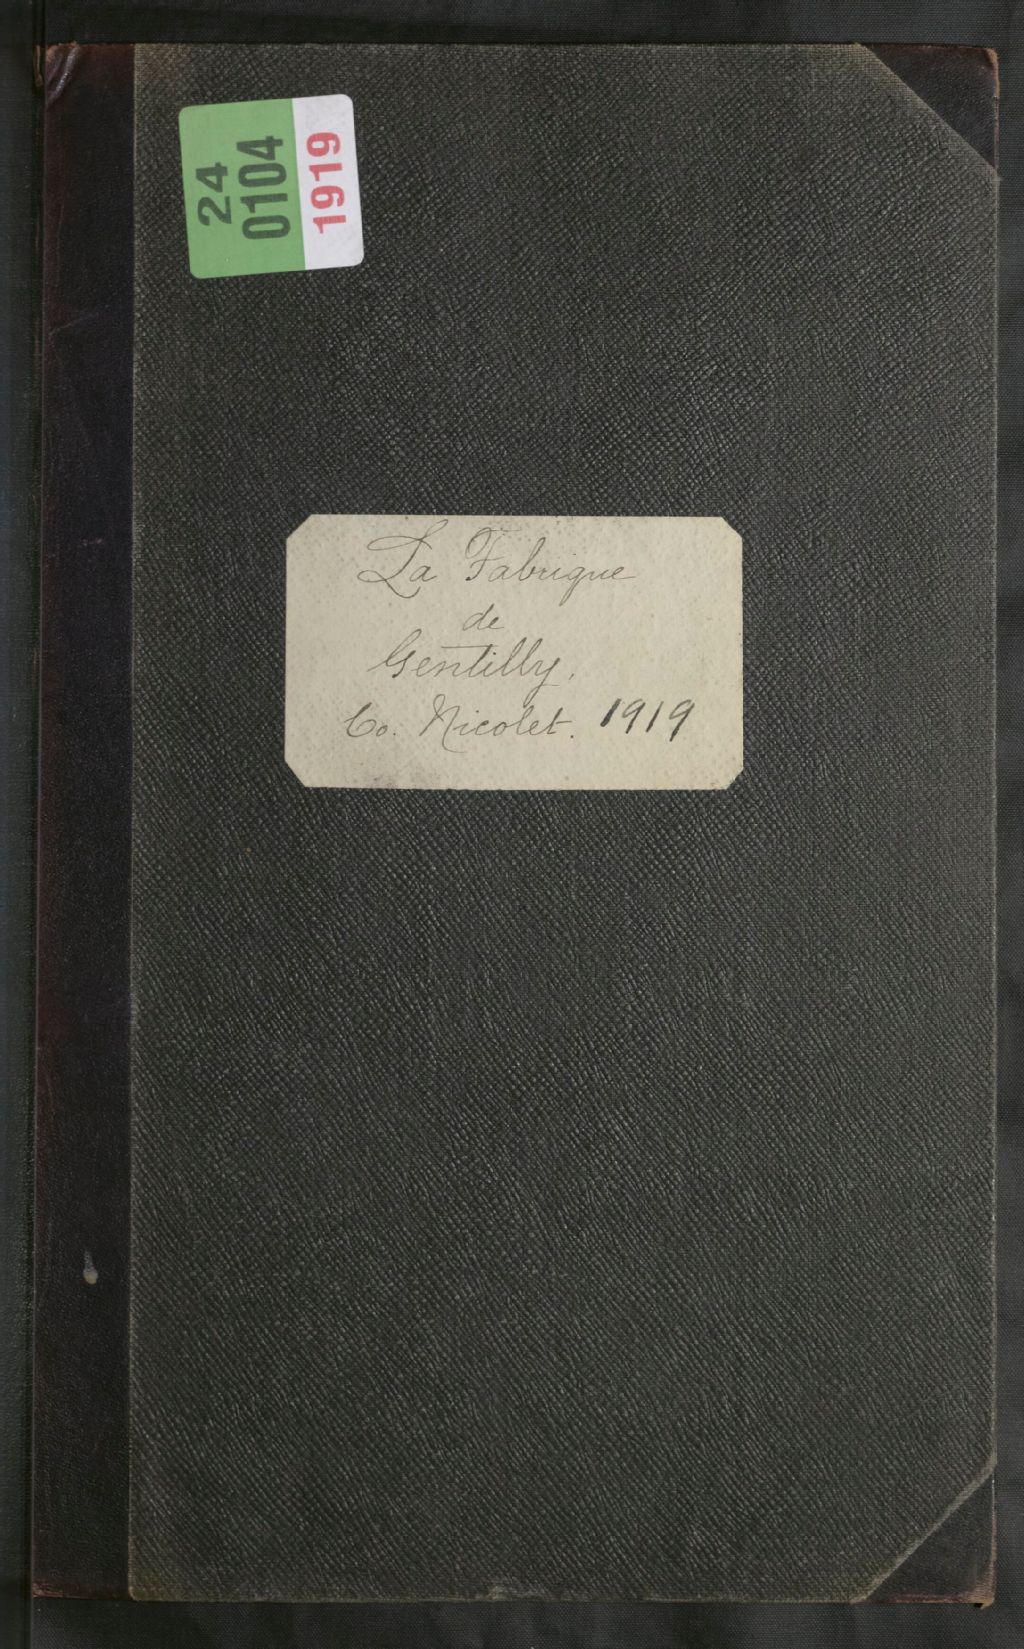 24
0104
1919
La Fabrique
de
Gentilly,
Co. Nicolet. 1919